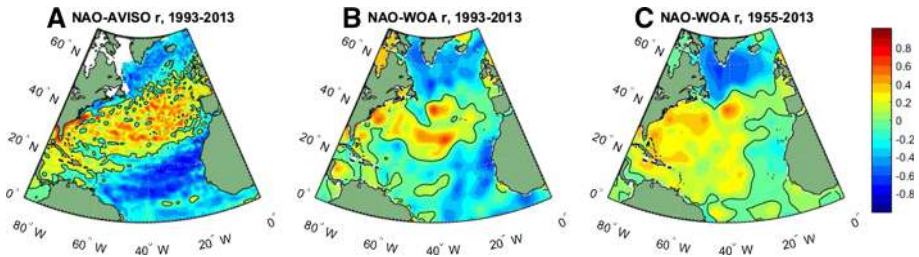 A NAO-AVISO r, 1993-2013
60° N
40° N
20° N
0°
80° W
60° W
40° W
20° W
0°
B NAO-WOA r, 1993-2013
60° N
40° N
20° N
0°
80° W
60° W
40° W
20° W
0°
C NAO-WOA r, 1955-2013
60° N
40° N
20° N
0°
80° W
60° W
40° W
20° W
0°
0.8
0.6
0.4
0.2
0
-0.2
-0.4
-0.6
-0.8